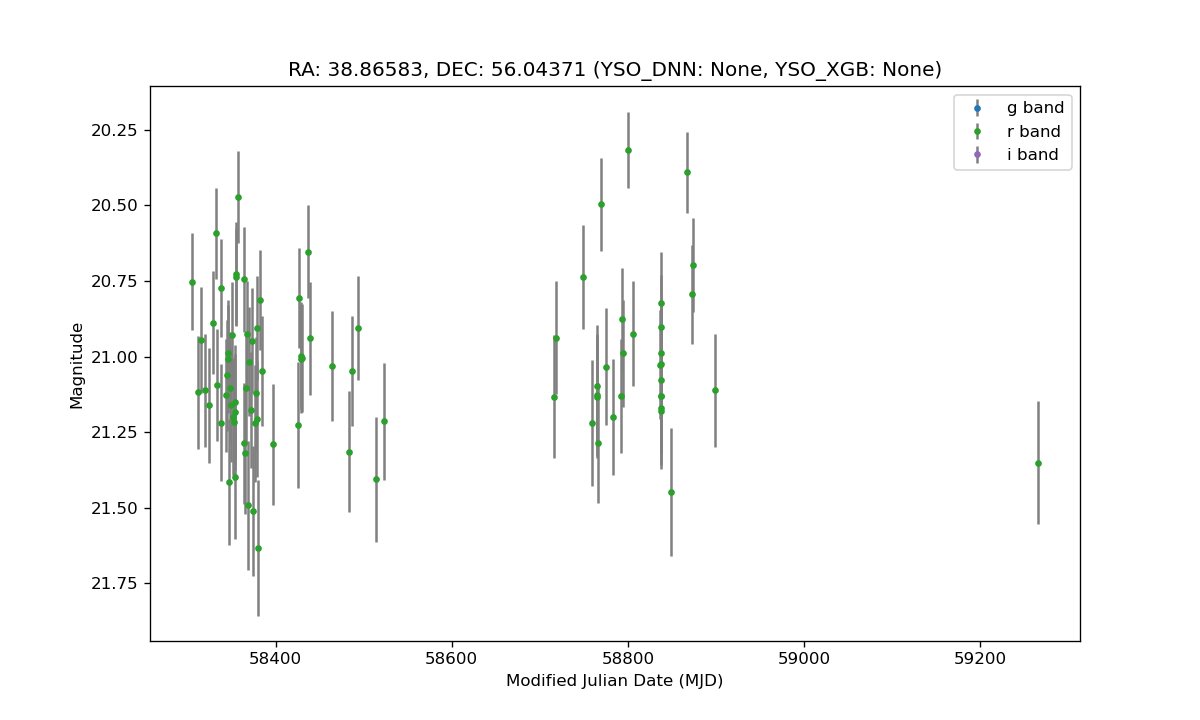 RA: 38.86583, DEC: 56.04371 (YSO_DNN: None, YSO_XGB: None)
g band
r band
i band
20.25
20.50
20.75
21.00
21.25
21.50
21.75
Magnitude
58400
58600
58800
59000
59200
Modified Julian Date (MJD)